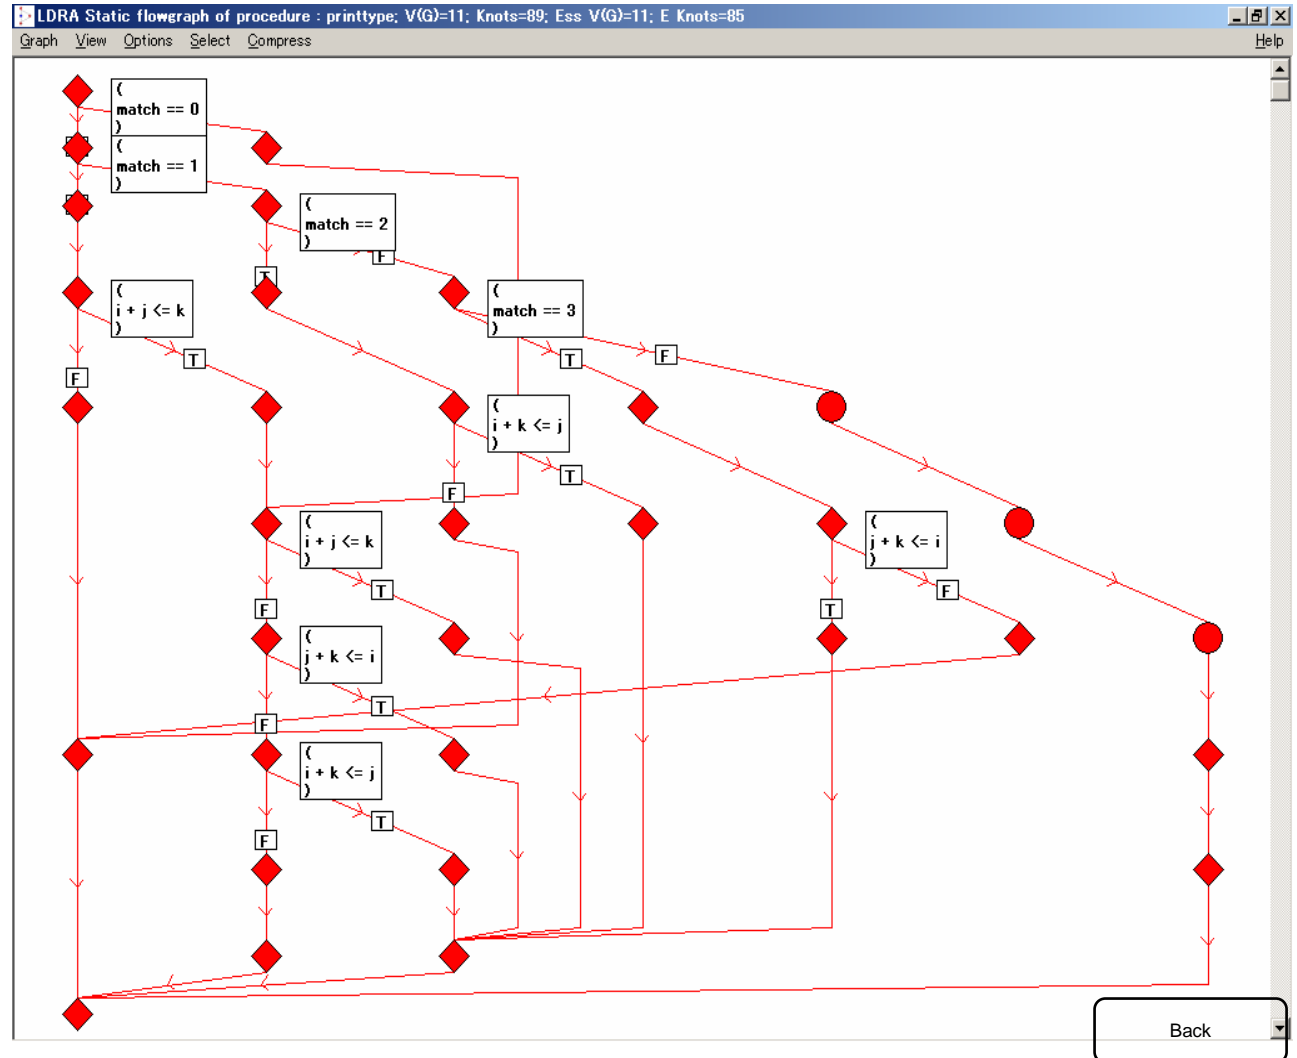 LDRA Static flowgraph of procedure : printtype; V(G)=11; Knots=89; Ess V(G)=11; E Knots=85
Graph View Options Select Compress Help
(
match == 0
)
(
match == 1
)
(
match == 2
)
F
T
(
i + j <= k
)
(
match == 3
)
T
T
F
F
(
i + k <= j
)
T
F
(
i + j <= k
)
(
j + k <= i
)
T
F
F
T
(
j + k <= i
)
T
F
(
i + k <= j
)
T
F
Back